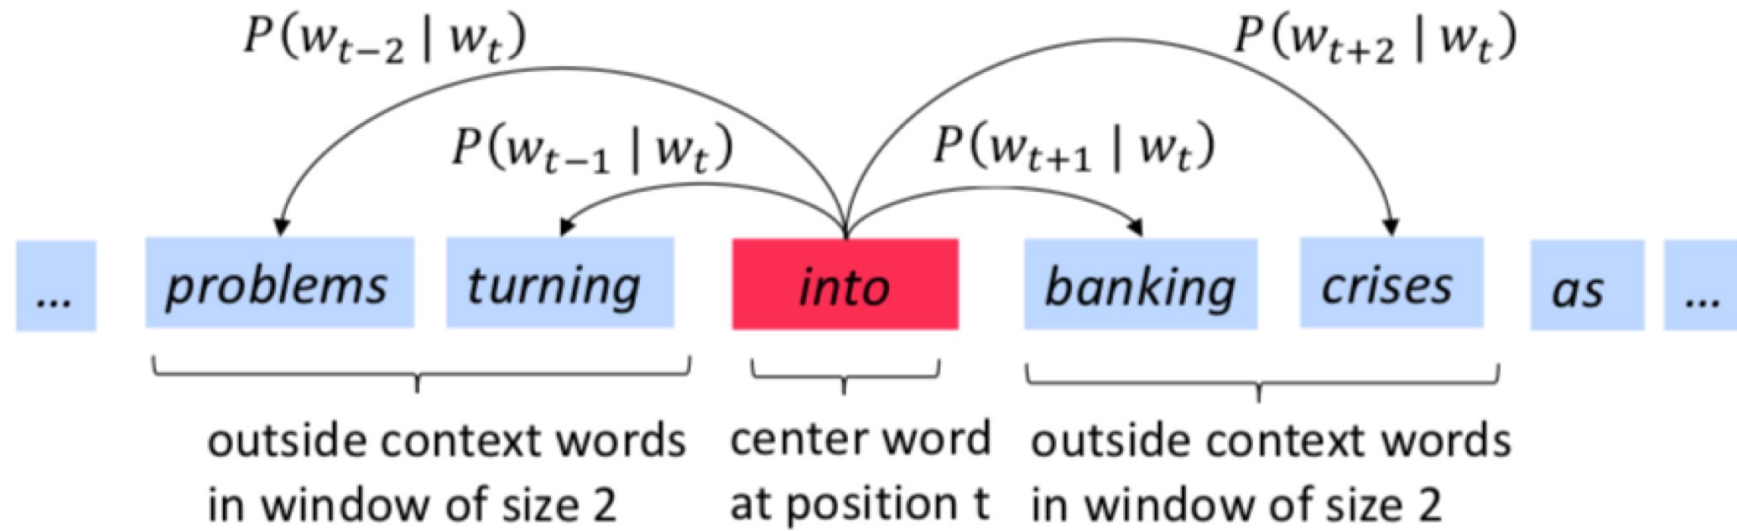 P(w_{t−2} | w_t)
P(w_{t+2} | w_t)
P(w_{t−1} | w_t)
P(w_{t+1} | w_t)
... problems turning into banking crises as ...
outside context words
in window of size 2
center word
at position t
outside context words
in window of size 2